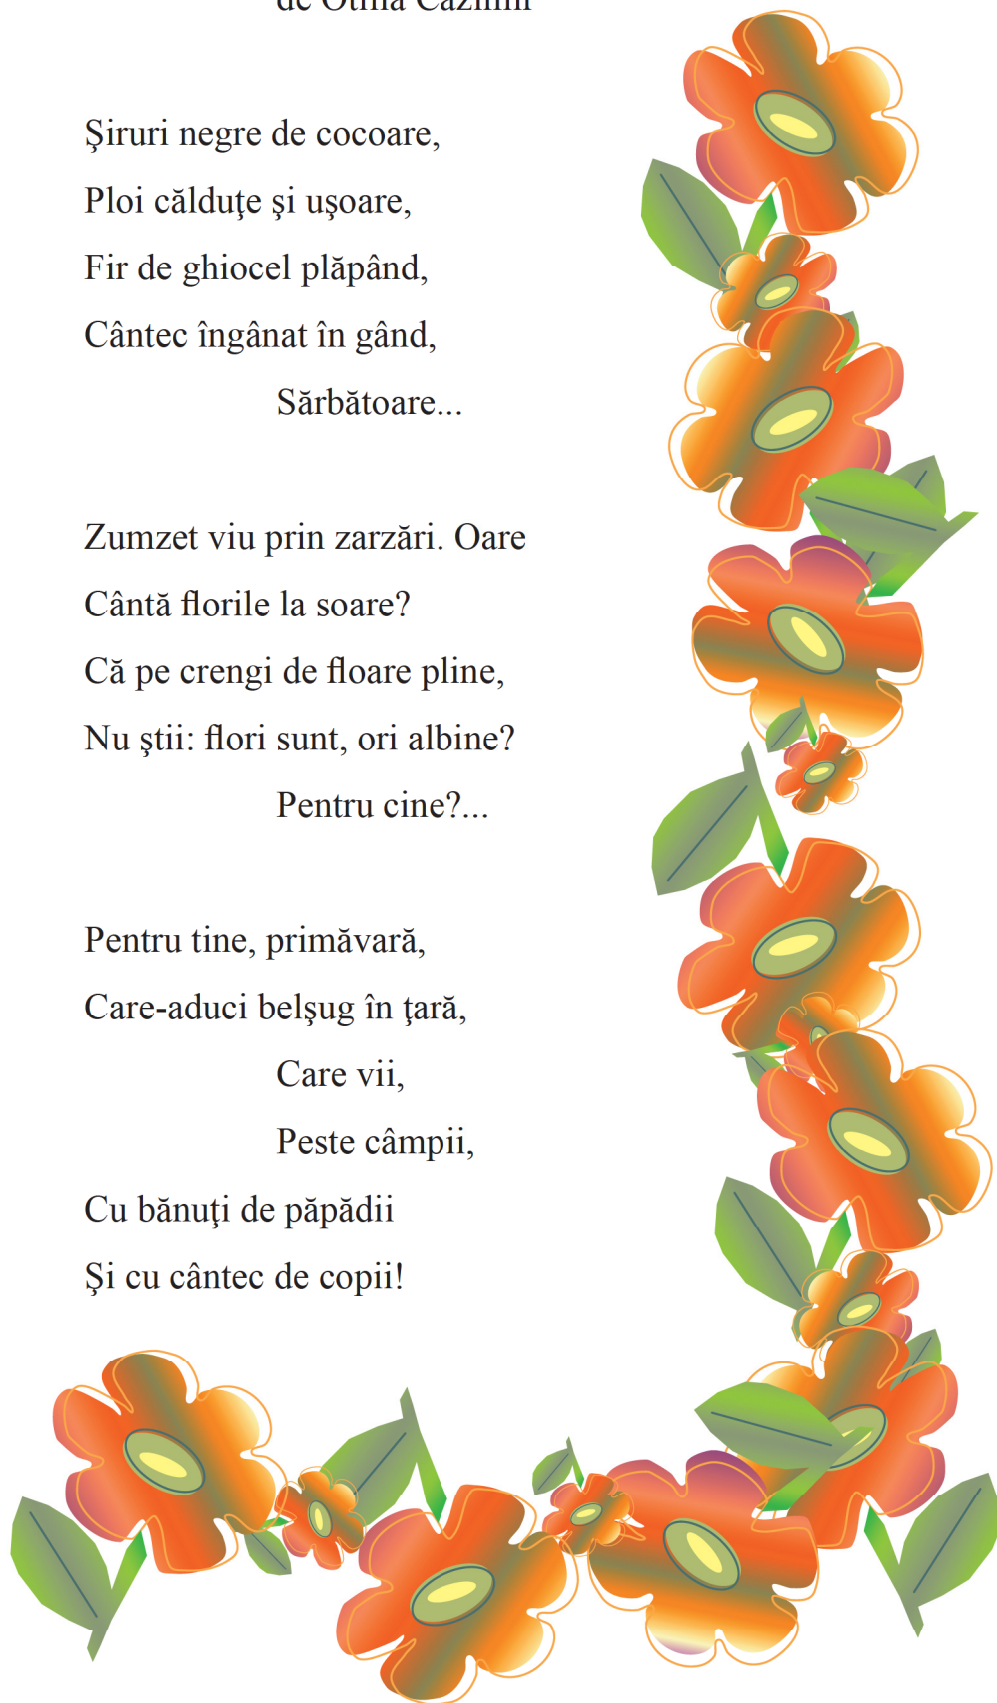 de Otilia Cazimir
Şiruri negre de cocoare,
Ploi călduţe şi uşoare,
Fir de ghiocel plăpând,
Cântec îngânat în gând,
Sărbătoare...
Zumzet viu prin zarzări. Oare
Cântă florile la soare?
Că pe crengi de floare pline,
Nu ştii: flori sunt, ori albine?
Pentru cine?...
Pentru tine, primăvară,
Care-aduci belşug în ţară,
Care vii,
Peste câmpii,
Cu bănuţi de păpădii
Şi cu cântec de copii!